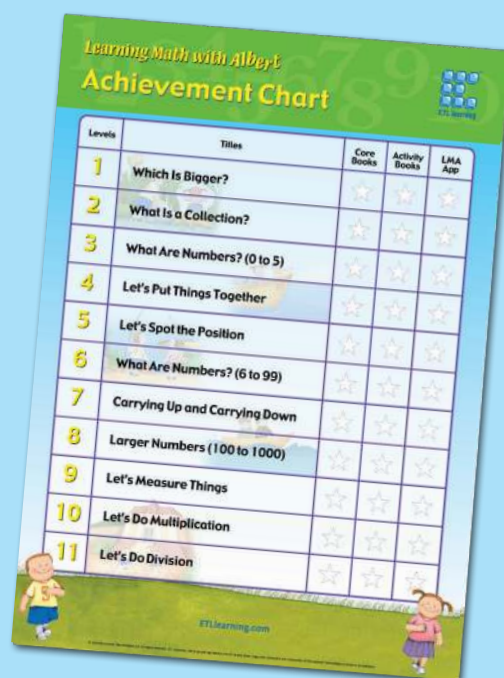 Learning Math with Albert
Achievement Chart
ETL Learning
Levels Titles Core Books Activity Books LMA App
1 Which Is Bigger?
2 What Is a Collection?
3 What Are Numbers? (0 to 5)
4 Let's Put Things Together
5 Let's Spot the Position
6 What Are Numbers? (6 to 99)
7 Carrying Up and Carrying Down
8 Larger Numbers (100 to 1000)
9 Let's Measure Things
10 Let's Do Multiplication
11 Let's Do Division
ETLlearning.com